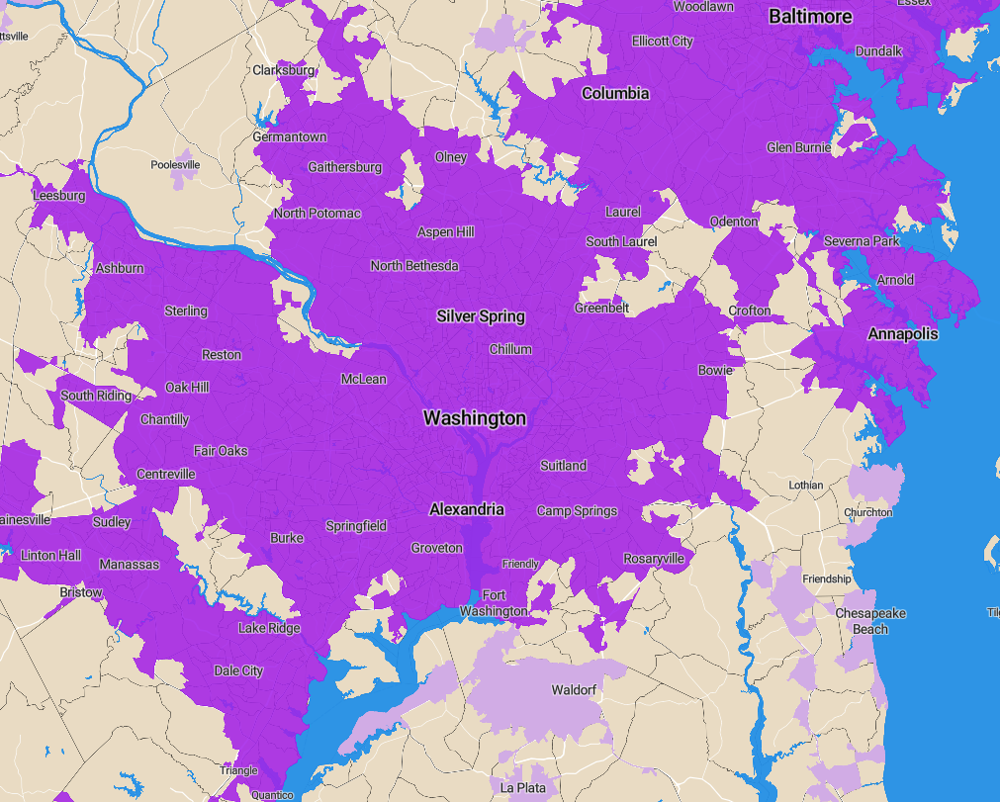 Woodlawn
Essex
Baltimore
ttsville
Ellicott City
Dundalk
Clarksburg
Columbia
Germantown
Glen Burnie
Olney
Poolesville
Gaithersburg
Leesburg
North Potomac
Laurel
Odenton
Aspen Hill
South Laurel
Severna Park
North Bethesda
Ashburn
Arnold
Sterling
Greenbelt
Crofton
Silver Spring
Annapolis
Chillum
Reston
McLean
Bowie
Oak Hill
South Riding
Chantilly
Washington
Fair Oaks
Suitland
Centreville
Lothian
Alexandria
Camp Springs
Churchton
ainesville
Sudley
Springfield
Burke
Groveton
Linton Hall
Manassas
Friendly
Rosaryville
Friendship
Bristow
Fort
Washington
Chesapeake
Beach
Til
Lake Ridge
Dale City
Waldorf
Triangle
La Plata
Quantico